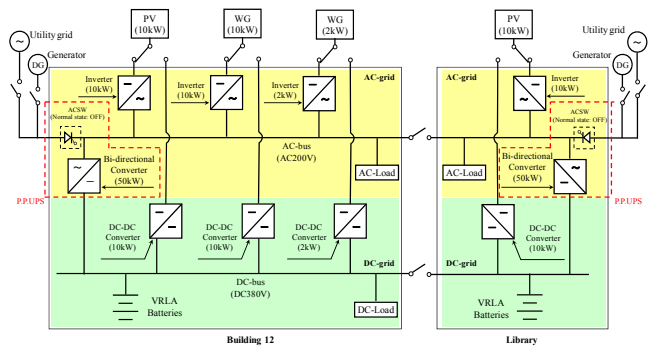 PV
(10kW)
WG
(10kW)
WG
(2kW)
PV
(10kW)
Utility grid
Generator
DG
Utility grid
Generator
DG
Inverter
(10kW)
Inverter
(10kW)
Inverter
(2kW)
AC-grid
AC-grid
Inverter
(10kW)
ACSW
(Normal state: OFF)
ACSW
(Normal state: OFF)
AC-bus
(AC200V)
Bi-directional
Converter
(50kW)
AC-Load
AC-Load
Bi-directional
Converter
(50kW)
P.P.UPS
P.P.UPS
DC-DC
Converter
(10kW)
DC-DC
Converter
(10kW)
DC-DC
Converter
(2kW)
DC-DC
Converter
(10kW)
DC-grid
DC-grid
DC-bus
(DC380V)
VRLA
Batteries
DC-Load
VRLA
Batteries
Building 12
Library